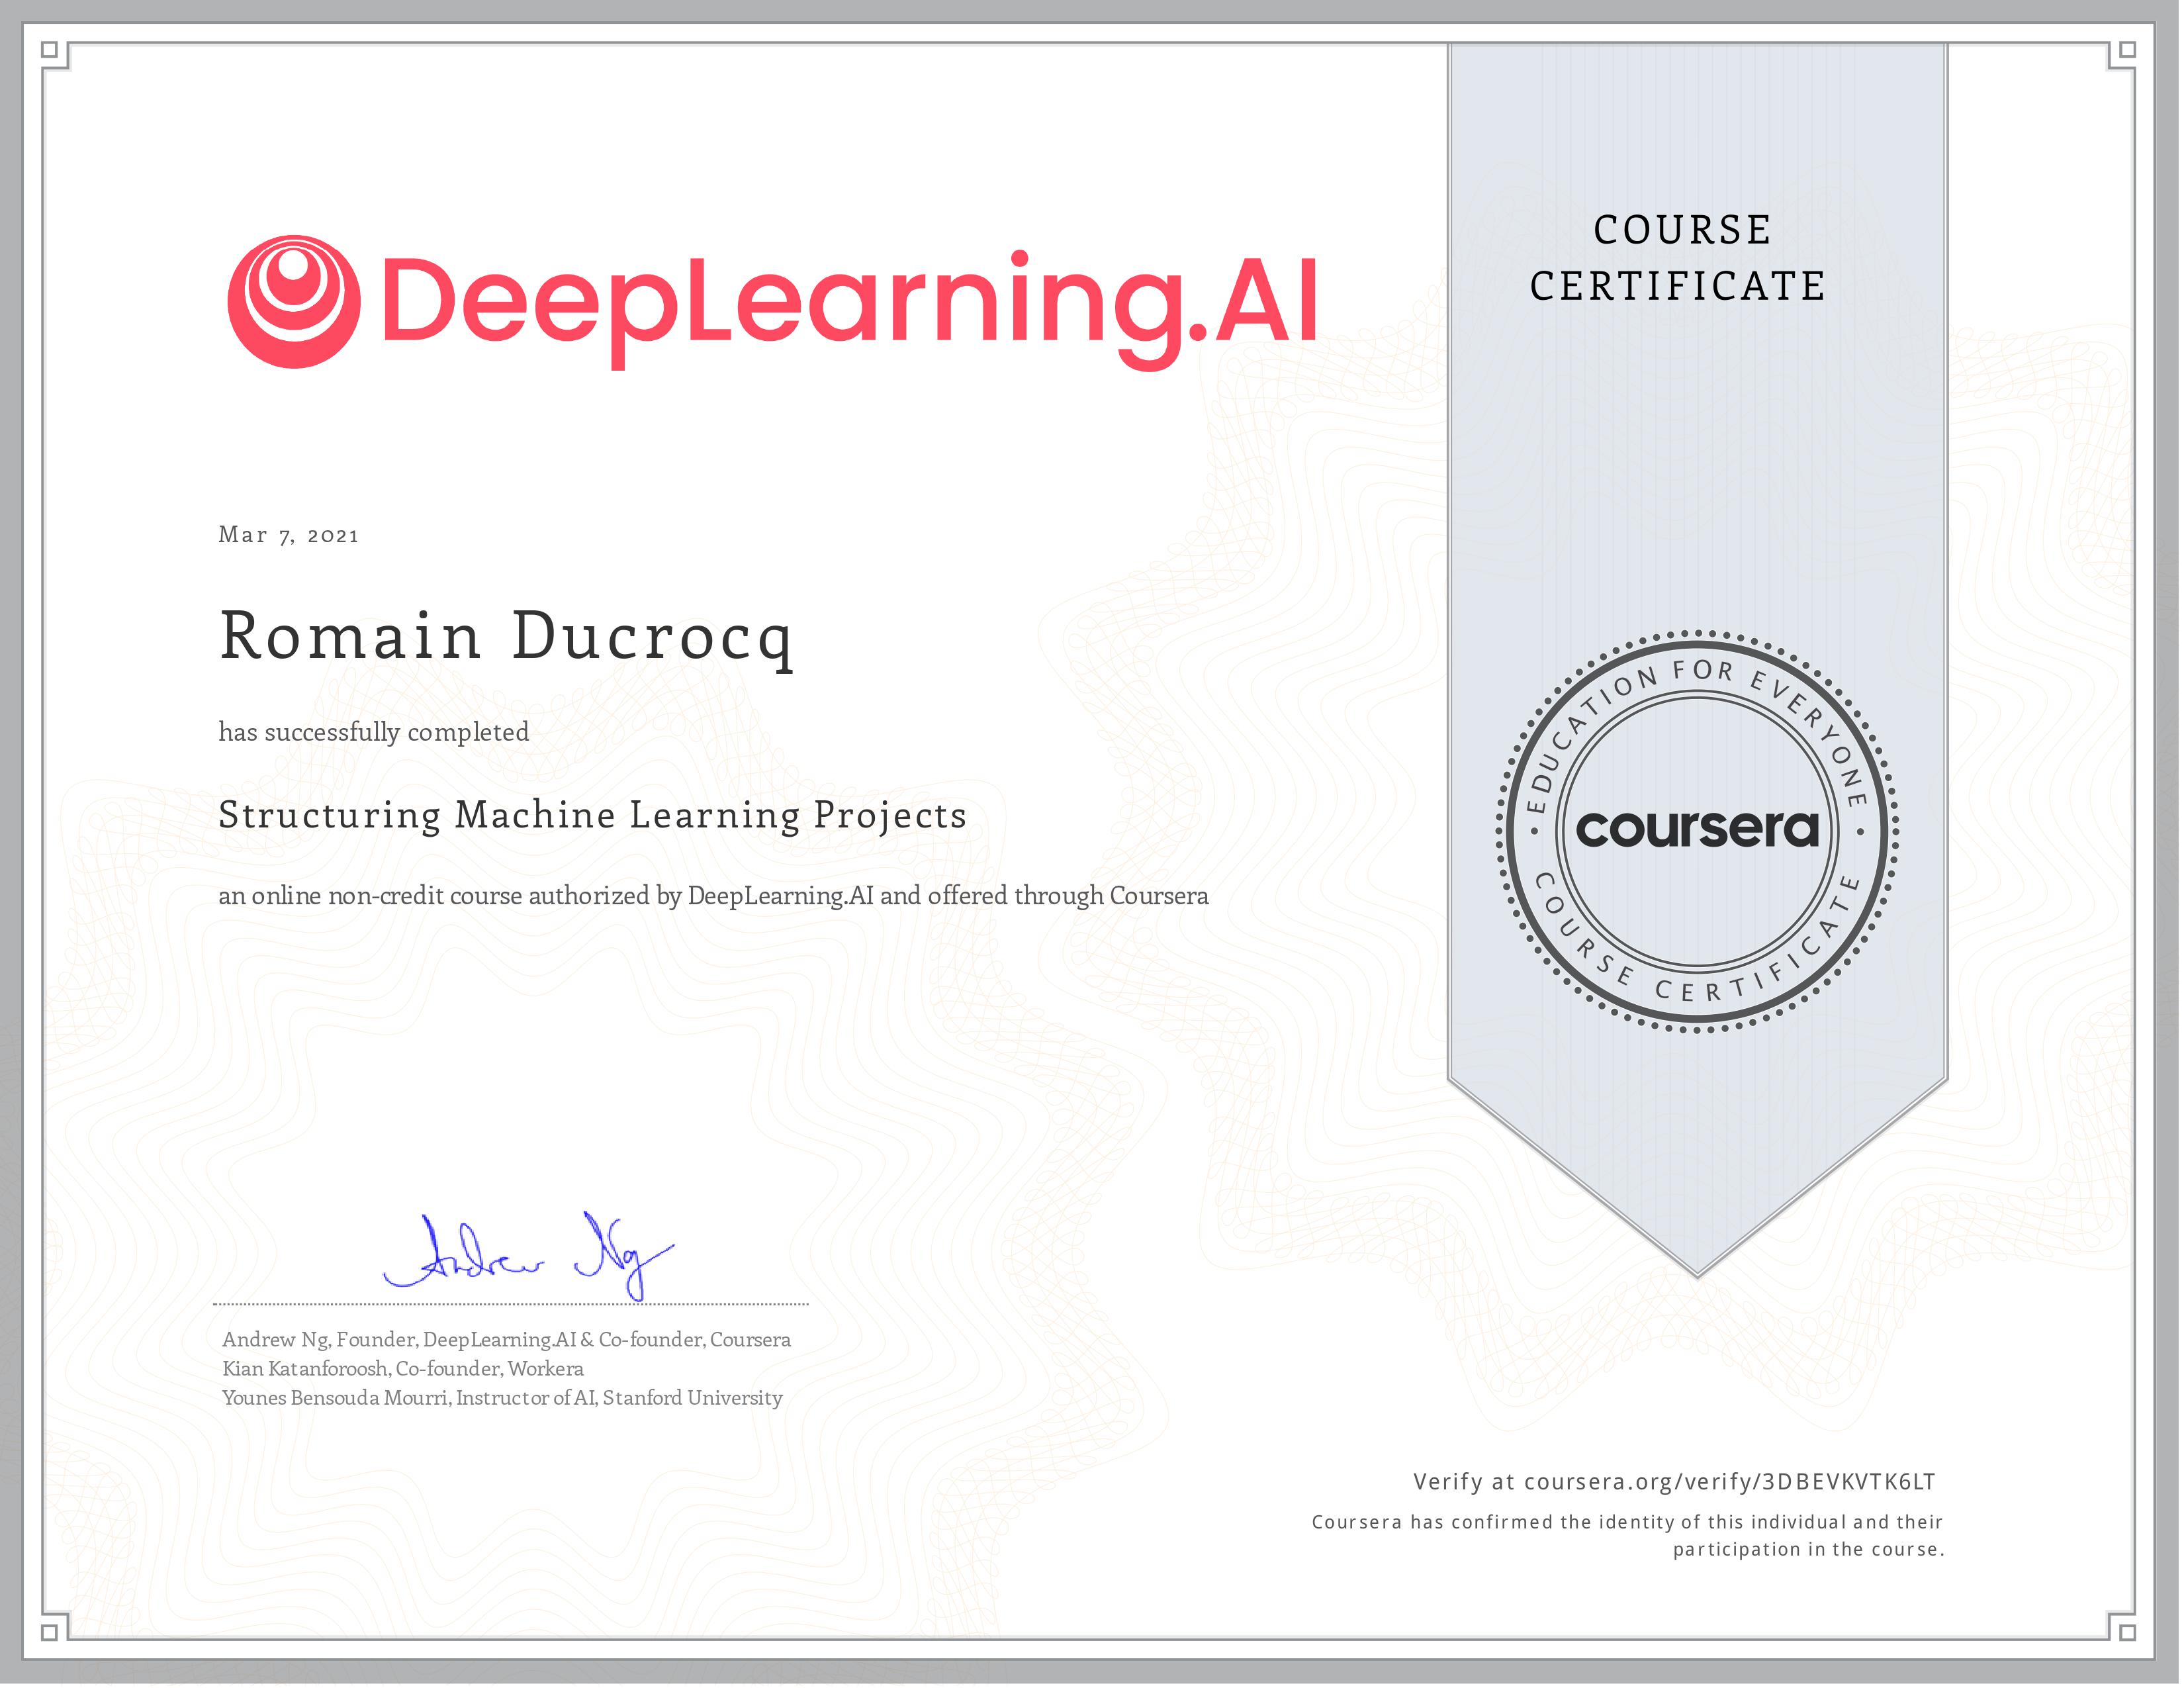 DeepLearning.AI
COURSE
CERTIFICATE
Mar 7, 2021
Romain Ducrocq
has successfully completed
Structuring Machine Learning Projects
an online non-credit course authorized by DeepLearning.AI and offered through Coursera
EDUCATION FOR EVERYONE
coursera
COURSE CERTIFICATE
Andrew Ng
Andrew Ng, Founder, DeepLearning.AI & Co-founder, Coursera
Kian Katanforoosh, Co-founder, Workera
Younes Bensouda Mourri, Instructor of AI, Stanford University
Verify at coursera.org/verify/3DBEVKVTK6LT
Coursera has confirmed the identity of this individual and their
participation in the course.